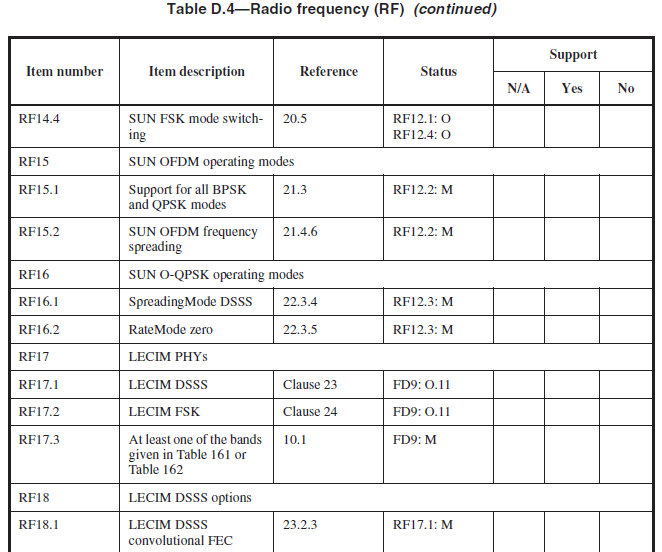 Table D.4—Radio frequency (RF) (continued)
Item number Item description Reference Status Support
N/A Yes No
RF14.4 SUN FSK mode switch- 20.5 RF12.1: O
ing RF12.4: O
RF15 SUN OFDM operating modes
RF15.1 Support for all BPSK 21.3 RF12.2: M
and QPSK modes
RF15.2 SUN OFDM frequency 21.4.6 RF12.2: M
spreading
RF16 SUN O-QPSK operating modes
RF16.1 SpreadingMode DSSS 22.3.4 RF12.3: M
RF16.2 RateMode zero 22.3.5 RF12.3: M
RF17 LECIM PHYs
RF17.1 LECIM DSSS Clause 23 FD9: O.11
RF17.2 LECIM FSK Clause 24 FD9: O.11
RF17.3 At least one of the bands 10.1 FD9: M
given in Table 161 or
Table 162
RF18 LECIM DSSS options
RF18.1 LECIM DSSS 23.2.3 RF17.1: M
convolutional FEC